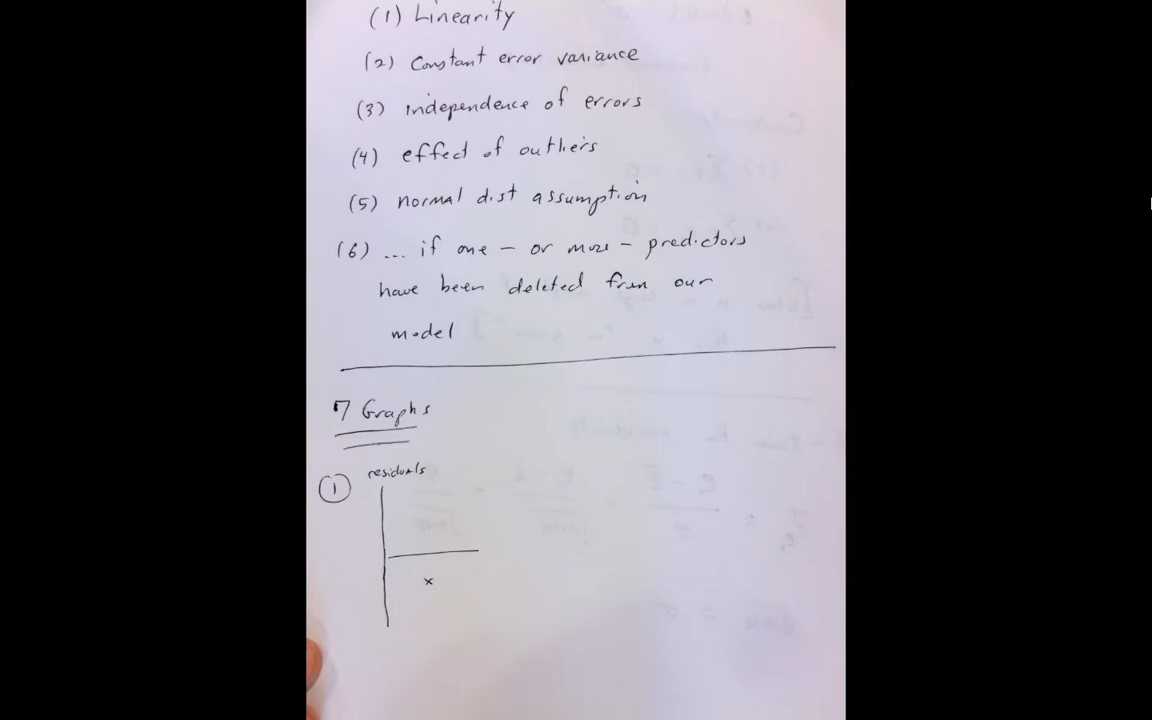 (1) Linearity
(2) Constant error variance
(3) independence of errors
(4) effect of outliers
(5) normal dist assumption
(6) ... if one - or more - predictors
have been deleted from our
model
7 Graphs
1 residuals
x